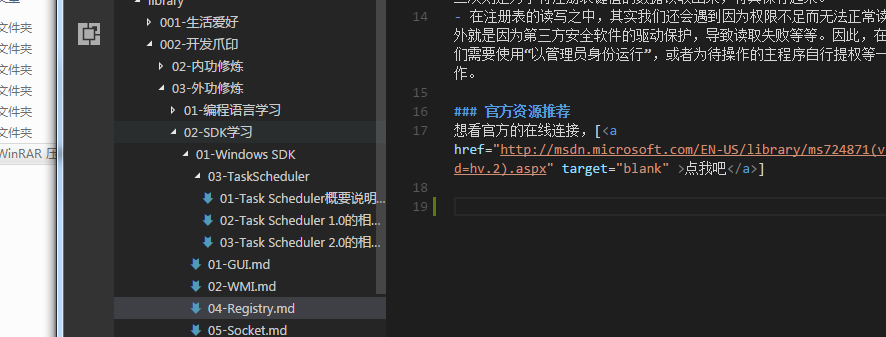 文件夹
文件夹
文件夹
文件夹
文件夹
WinRAR 压
library
001-生活爱好
002-开发爪印
02-内功修炼
03-外功修炼
01-编程语言学习
02-SDK学习
01-Windows SDK
03-TaskScheduler
01-Task Scheduler概要说明...
02-Task Scheduler 1.0的相...
03-Task Scheduler 2.0的相...
01-GUI.md
02-WMI.md
04-Registry.md
05-Socket.md
14 - 在注册表的读写之中，其实我们还会遇到因为权限不足而无法正常读
外就是因为第三方安全软件的驱动保护，导致读取失败等等。因此，在
们需要使用“以管理员身份运行”，或者为待操作的主程序自行提权等一
作。
15
16 ### 官方资源推荐
17 想看官方的在线连接，[<a
href="http://msdn.microsoft.com/EN-US/library/ms724871(v
d=hv.2).aspx" target="blank" >点我吧</a>]
18
19